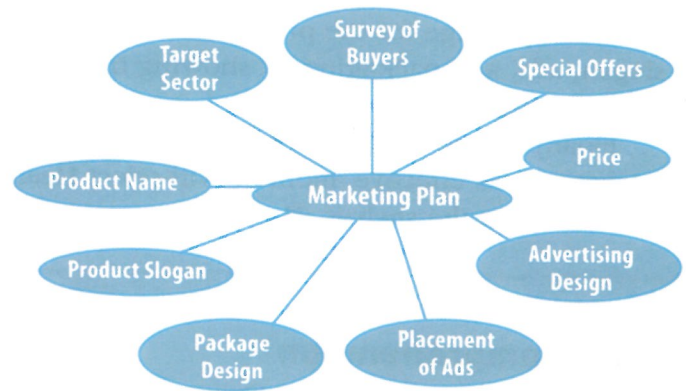 Survey of
Buyers
Target
Sector
Special Offers
Price
Product Name
Marketing Plan
Advertising
Design
Product Slogan
Package
Design
Placement
of Ads